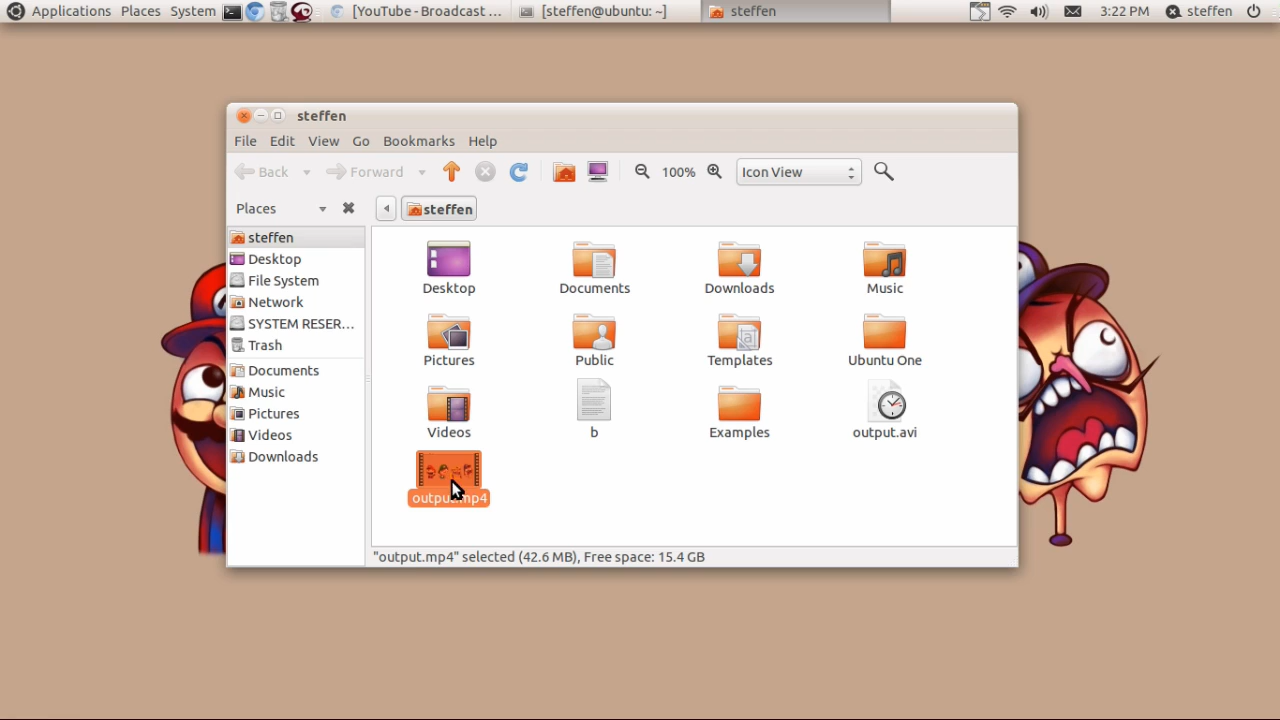 Applications Places System [YouTube - Broadcast ... [steffen@ubuntu: ~] steffen 3:22 PM steffen
steffen
File Edit View Go Bookmarks Help
Back Forward 100% Icon View
Places steffen
steffen
Desktop
File System
Network
SYSTEM RESER...
Trash
Documents
Music
Pictures
Videos
Downloads
Desktop Documents Downloads Music
Pictures Public Templates Ubuntu One
Videos b Examples output.avi
output.mp4
"output.mp4" selected (42.6 MB), Free space: 15.4 GB